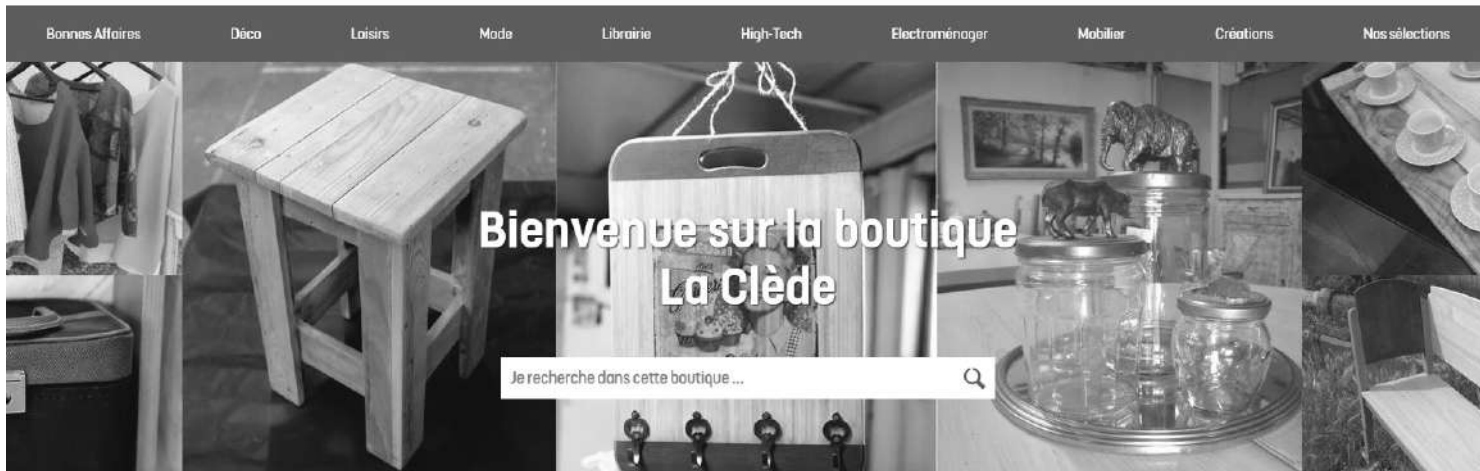 Bonnes Affaires
Déco
Loisirs
Mode
Librairie
High-Tech
Electroménager
Mobilier
Créations
Nos sélections
Bienvenue sur la boutique
La Clède
Je recherche dans cette boutique ...